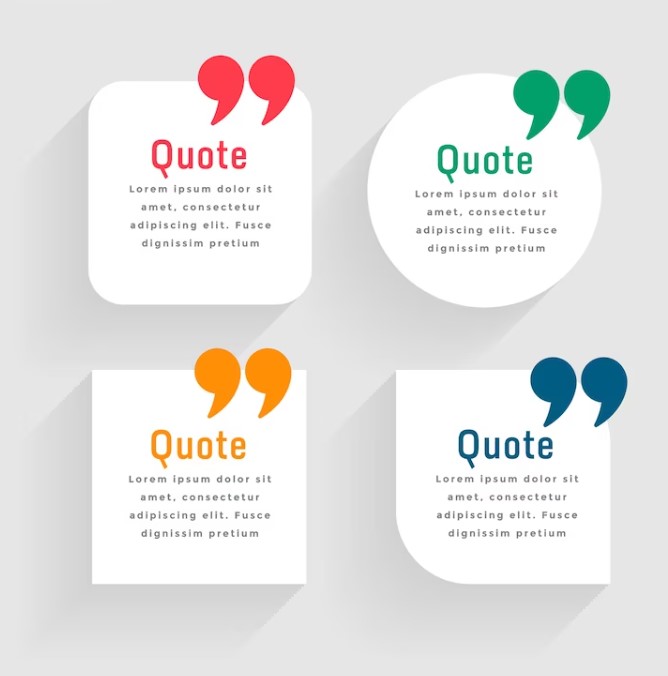 ”
Quote
Lorem ipsum dolor sit
amet, consectetur
adipiscing elit. Fusce
dignissim pretium
”
Quote
Lorem ipsum dolor sit
amet, consectetur
adipiscing elit. Fusce
dignissim pretium
”
Quote
Lorem ipsum dolor sit
amet, consectetur
adipiscing elit. Fusce
dignissim pretium
”
Quote
Lorem ipsum dolor sit
amet, consectetur
adipiscing elit. Fusce
dignissim pretium